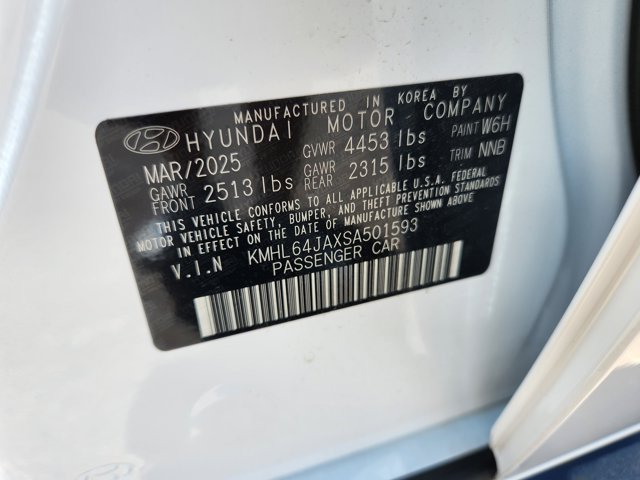 MANUFACTURED IN KOREA BY
HYUNDAI MOTOR COMPANY
MAR/2025 GVWR 4453 lbs PAINT W6H
GAWR FRONT 2513 lbs GAWR REAR 2315 lbs TRIM NNB
THIS VEHICLE CONFORMS TO ALL APPLICABLE U.S.A. FEDERAL
MOTOR VEHICLE SAFETY, BUMPER, AND THEFT PREVENTION STANDARDS
IN EFFECT ON THE DATE OF MANUFACTURE SHOWN ABOVE.
V.I.N KMHL64JAXSA501593
PASSENGER CAR